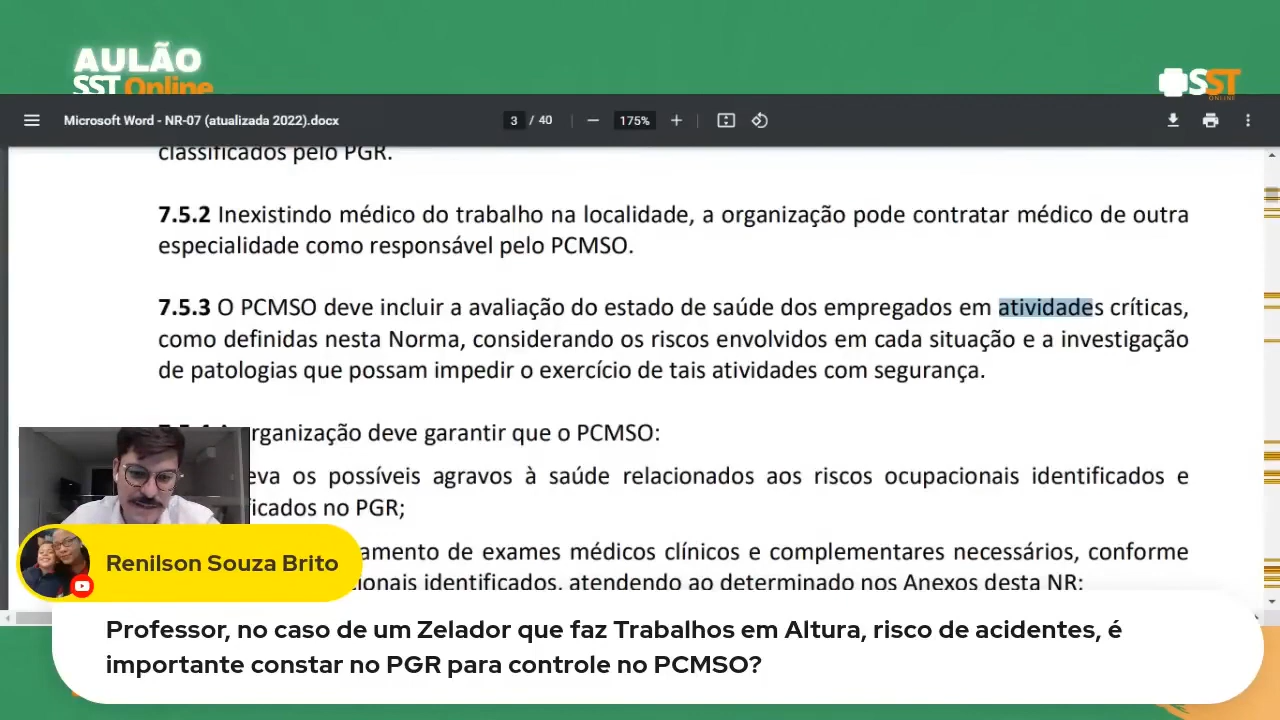 AULÃO
SST Online
SST
ONLINE
Microsoft Word - NR-07 (atualizada 2022).docx
3 / 40
175%
classificados pelo PGR.
7.5.2 Inexistindo médico do trabalho na localidade, a organização pode contratar médico de outra
especialidade como responsável pelo PCMSO.
7.5.3 O PCMSO deve incluir a avaliação do estado de saúde dos empregados em atividades críticas,
como definidas nesta Norma, considerando os riscos envolvidos em cada situação e a investigação
de patologias que possam impedir o exercício de tais atividades com segurança.
organização deve garantir que o PCMSO:
os possíveis agravos à saúde relacionados aos riscos ocupacionais identificados e
no PGR;
de exames médicos clínicos e complementares necessários, conforme
identificados, atendendo ao determinado nos Anexos desta NR;
Renilson Souza Brito
Professor, no caso de um Zelador que faz Trabalhos em Altura, risco de acidentes, é
importante constar no PGR para controle no PCMSO?